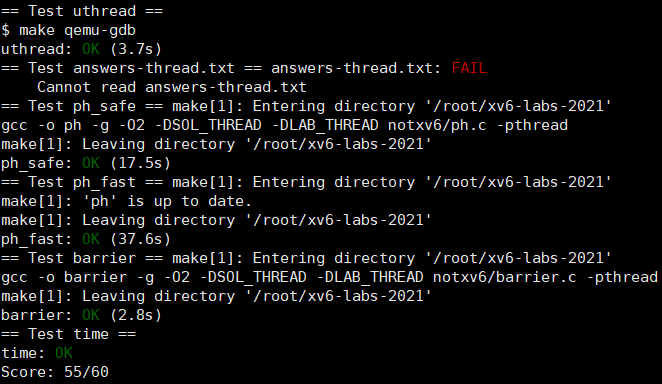 == Test uthread ==
$ make qemu-gdb
uthread: OK (3.7s)
== Test answers-thread.txt == answers-thread.txt: FAIL
    Cannot read answers-thread.txt
== Test ph_safe == make[1]: Entering directory '/root/xv6-labs-2021'
gcc -o ph -g -O2 -DSOL_THREAD -DLAB_THREAD notxv6/ph.c -pthread
make[1]: Leaving directory '/root/xv6-labs-2021'
ph_safe: OK (17.5s)
== Test ph_fast == make[1]: Entering directory '/root/xv6-labs-2021'
make[1]: 'ph' is up to date.
make[1]: Leaving directory '/root/xv6-labs-2021'
ph_fast: OK (37.6s)
== Test barrier == make[1]: Entering directory '/root/xv6-labs-2021'
gcc -o barrier -g -O2 -DSOL_THREAD -DLAB_THREAD notxv6/barrier.c -pthread
make[1]: Leaving directory '/root/xv6-labs-2021'
barrier: OK (2.8s)
== Test time ==
time: OK
Score: 55/60